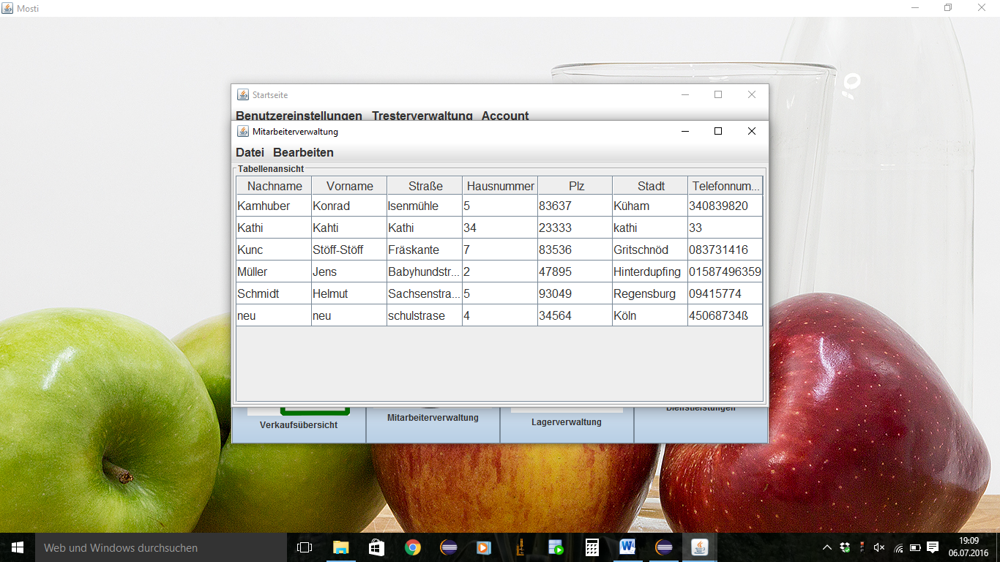 Mosti
Startseite
Benutzereinstellungen Tresterverwaltung Account
Mitarbeiterverwaltung
Datei Bearbeiten
Tabellenansicht
Nachname Vorname Straße Hausnummer Plz Stadt Telefonnum...
Kamhuber Konrad Isenmühle 5 83637 Küham 340839820
Kathi Kahti Kathi 34 23333 kathi 33
Kunc Stöff-Stöff Fräskante 7 83536 Gritschnöd 083731416
Müller Jens Babyhundstr... 2 47895 Hinterdupfing 01587496359
Schmidt Helmut Sachsenstra... 5 93049 Regensburg 09415774
neu neu schulstrase 4 34564 Köln 45068734ß
Verkaufsübersicht Mitarbeiterverwaltung Lagerverwaltung Dienstleistungen
Web und Windows durchsuchen
19:09
06.07.2016